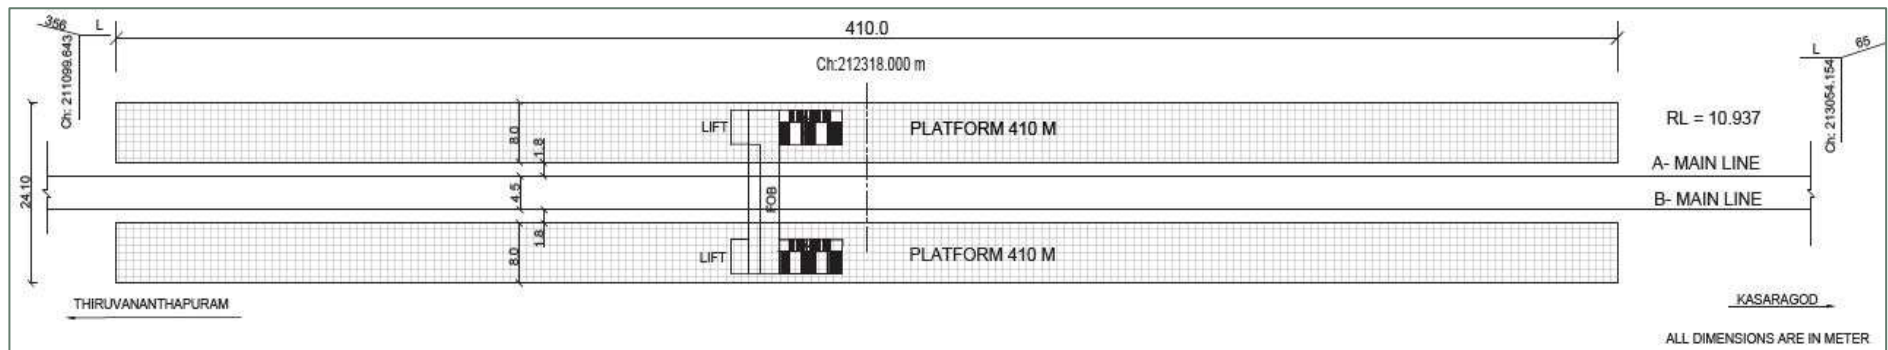 356
L
Ch: 211099.643
410.0
Ch:212318.000 m
L
65
Ch: 213054.154
LIFT
PLATFORM 410 M
RL = 10.937
8.0
1.8
A- MAIN LINE
24.10
4.5
FOB
B- MAIN LINE
1.8
8.0
LIFT
PLATFORM 410 M
THIRUVANANTHAPURAM
KASARAGOD
ALL DIMENSIONS ARE IN METER